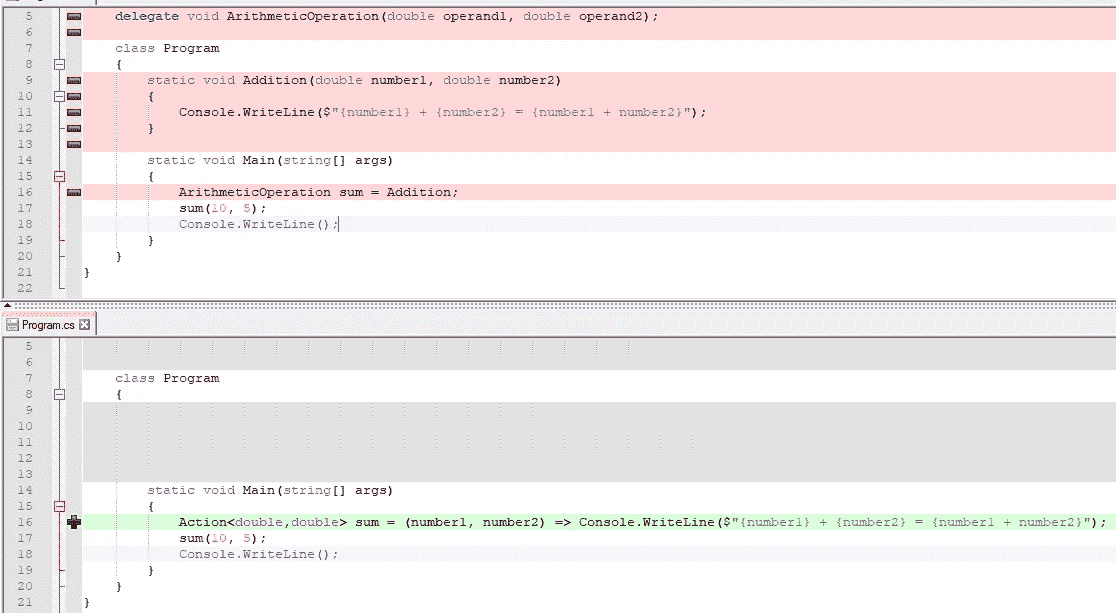 5 delegate void ArithmeticOperation(double operand1, double operand2);
6
7 class Program
8 {
9 static void Addition(double number1, double number2)
10 {
11 Console.WriteLine($"{number1} + {number2} = {number1 + number2}");
12 }
13
14 static void Main(string[] args)
15 {
16 ArithmeticOperation sum = Addition;
17 sum(10, 5);
18 Console.WriteLine();
19 }
20 }
21 }
22
Program.cs
5
6
7 class Program
8 {
9
10
11
12
13
14 static void Main(string[] args)
15 {
16 Action<double,double> sum = (number1, number2) => Console.WriteLine($"{number1} + {number2} = {number1 + number2}");
17 sum(10, 5);
18 Console.WriteLine();
19 }
20 }
21 }